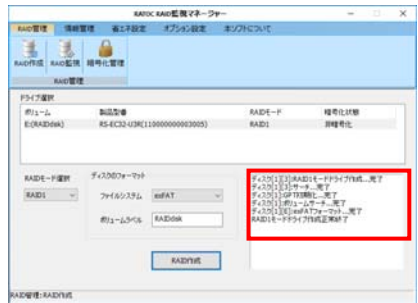 RATOC RAID監視マネージャー
RAID管理 情報管理 省エネ設定 オプション設定 本ソフトについて
RAID作成 RAID監視 暗号化管理
RAID管理
ドライブ選択
ボリューム 製品型番 RAIDモード 暗号化状態
E:(RAIDdisk) RS-EC32-U3R(110000000003005) RAID1 非暗号化
RAIDモード選択 ディスクのフォーマット
RAID1 ファイルシステム exFAT
ボリュームラベル RAIDdisk
RAID作成
ディスク[1][3]:RAID1モードドライブ作成...完了
ディスク[1][3]:サーチ...完了
ディスク[1]:GPT初期化...完了
ディスク[1]:ボリュームサーチ...完了
ディスク[1][E]:exFATフォーマット...完了
RAID1モードドライブ作成正常終了
RAID管理:RAID作成